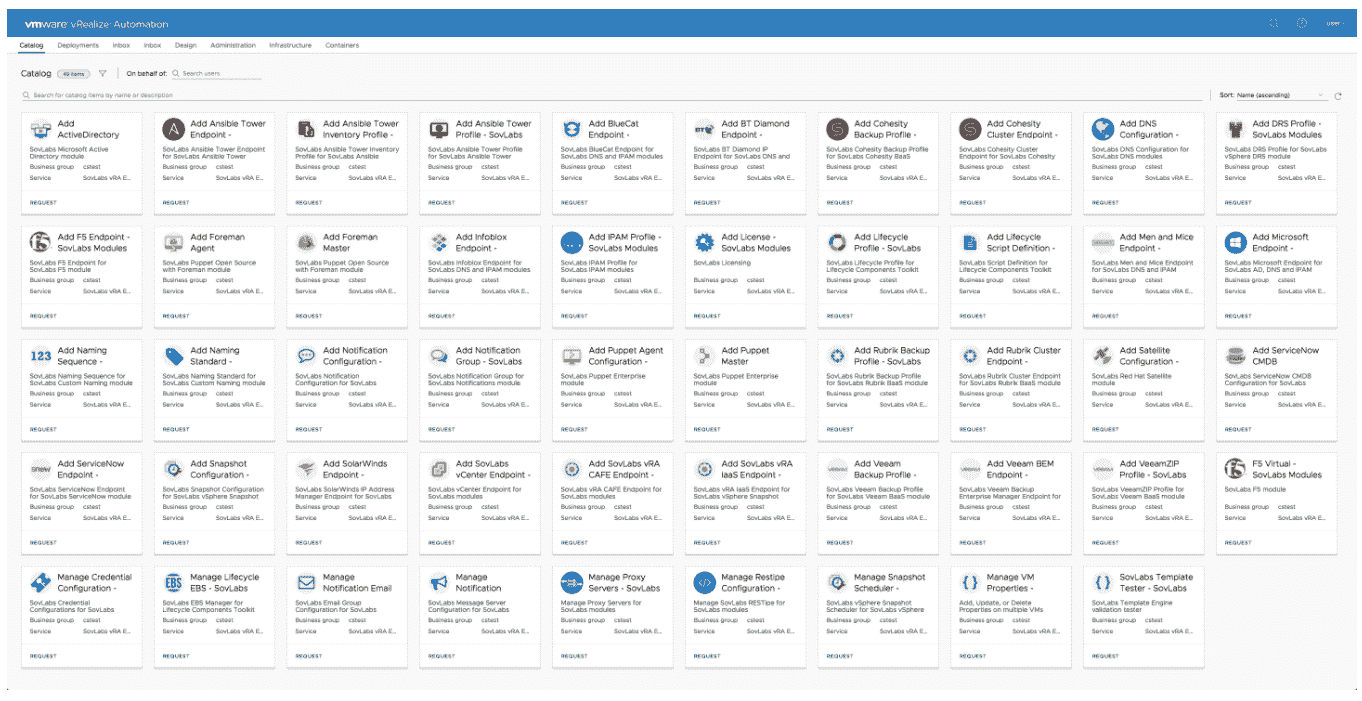 vmware vRealize Automation
user
Catalog Deployments Inbox Inbox Design Administration Infrastructure Containers
Catalog 49 items On behalf of: Search users
Search for catalog items by name or description Sort: Name (ascending)
Add ActiveDirectory
SovLabs Microsoft Active Directory module
Business group cstest
Service SovLabs vRA E...
REQUEST
Add Ansible Tower Endpoint -
SovLabs Ansible Tower Endpoint for SovLabs Ansible Tower
Business group cstest
Service SovLabs vRA E...
REQUEST
Add Ansible Tower Inventory Profile -
SovLabs Ansible Tower Inventory Profile for SovLabs Ansible
Business group cstest
Service SovLabs vRA E...
REQUEST
Add Ansible Tower Profile - SovLabs
SovLabs Ansible Tower Profile for SovLabs Ansible Tower
Business group cstest
Service SovLabs vRA E...
REQUEST
Add BlueCat Endpoint -
SovLabs BlueCat Endpoint for SovLabs DNS and IPAM modules
Business group cstest
Service SovLabs vRA E...
REQUEST
BT
Add BT Diamond Endpoint -
SovLabs BT Diamond IP Endpoint for SovLabs DNS and
Business group cstest
Service SovLabs vRA E...
REQUEST
Add Cohesity Backup Profile -
SovLabs Cohesity Backup Profile for SovLabs Cohesity BaaS
Business group cstest
Service SovLabs vRA E...
REQUEST
Add Cohesity Cluster Endpoint -
SovLabs Cohesity Cluster Endpoint for SovLabs Cohesity
Business group cstest
Service SovLabs vRA E...
REQUEST
Add DNS Configuration -
SovLabs DNS Configuration for SovLabs DNS modules
Business group cstest
Service SovLabs vRA E...
REQUEST
Add DRS Profile - SovLabs Modules
SovLabs DRS Profile for SovLabs vSphere DRS module
Business group cstest
Service SovLabs vRA E...
REQUEST
Add F5 Endpoint - SovLabs Modules
SovLabs F5 Endpoint for SovLabs F5 module
Business group cstest
Service SovLabs vRA E...
REQUEST
Add Foreman Agent
SovLabs Puppet Open Source with Foreman module
Business group cstest
Service SovLabs vRA E...
REQUEST
Add Foreman Master
SovLabs Puppet Open Source with Foreman module
Business group cstest
Service SovLabs vRA E...
REQUEST
Add Infoblox Endpoint -
SovLabs Infoblox Endpoint for SovLabs DNS and IPAM modules
Business group cstest
Service SovLabs vRA E...
REQUEST
Add IPAM Profile - SovLabs Modules
SovLabs IPAM Profile for SovLabs IPAM modules
Business group cstest
Service SovLabs vRA E...
REQUEST
Add License - SovLabs Modules
SovLabs Licensing
Business group cstest
Service SovLabs vRA E...
REQUEST
Add Lifecycle Profile - SovLabs
SovLabs Lifecycle Profile for Lifecycle Components Toolkit
Business group cstest
Service SovLabs vRA E...
REQUEST
Add Lifecycle Script Definition -
SovLabs Script Definition for Lifecycle Components Toolkit
Business group cstest
Service SovLabs vRA E...
REQUEST
Add Men and Mice Endpoint -
SovLabs Men and Mice Endpoint for SovLabs DNS and IPAM
Business group cstest
Service SovLabs vRA E...
REQUEST
Add Microsoft Endpoint -
SovLabs Microsoft Endpoint for SovLabs AD, DNS and IPAM
Business group cstest
Service SovLabs vRA E...
REQUEST
123
Add Naming Sequence -
SovLabs Naming Sequence for SovLabs Custom Naming module
Business group cstest
Service SovLabs vRA E...
REQUEST
Add Naming Standard -
SovLabs Naming Standard for SovLabs Custom Naming module
Business group cstest
Service SovLabs vRA E...
REQUEST
Add Notification Configuration -
SovLabs Notification Configuration for SovLabs
Business group cstest
Service SovLabs vRA E...
REQUEST
Add Notification Group - SovLabs
SovLabs Notification Group for SovLabs Notifications module
Business group cstest
Service SovLabs vRA E...
REQUEST
Add Puppet Agent Configuration -
SovLabs Puppet Enterprise module
Business group cstest
Service SovLabs vRA E...
REQUEST
Add Puppet Master
SovLabs Puppet Enterprise module
Business group cstest
Service SovLabs vRA E...
REQUEST
Add Rubrik Backup Profile - SovLabs
SovLabs Rubrik Backup Profile for SovLabs Rubrik BaaS module
Business group cstest
Service SovLabs vRA E...
REQUEST
Add Rubrik Cluster Endpoint -
SovLabs Rubrik Cluster Endpoint for SovLabs Rubrik BaaS module
Business group cstest
Service SovLabs vRA E...
REQUEST
Add Satellite Configuration -
SovLabs Red Hat Satellite module
Business group cstest
Service SovLabs vRA E...
REQUEST
Add ServiceNow CMDB
SovLabs ServiceNow CMDB Configuration for SovLabs
Business group cstest
Service SovLabs vRA E...
REQUEST
snow
Add ServiceNow Endpoint -
SovLabs ServiceNow Endpoint for SovLabs ServiceNow module
Business group cstest
Service SovLabs vRA E...
REQUEST
Add Snapshot Configuration -
SovLabs Snapshot Configuration for SovLabs vSphere Snapshot
Business group cstest
Service SovLabs vRA E...
REQUEST
Add SolarWinds Endpoint -
SovLabs SolarWinds IP Address Manager Endpoint for SovLabs
Business group cstest
Service SovLabs vRA E...
REQUEST
Add SovLabs vCenter Endpoint -
SovLabs vCenter Endpoint for SovLabs modules
Business group cstest
Service SovLabs vRA E...
REQUEST
Add SovLabs vRA CAFE Endpoint -
SovLabs vRA CAFE Endpoint for SovLabs modules
Business group cstest
Service SovLabs vRA E...
REQUEST
Add SovLabs vRA IaaS Endpoint -
SovLabs vRA IaaS Endpoint for SovLabs vSphere Snapshot
Business group cstest
Service SovLabs vRA E...
REQUEST
Add Veeam Backup Profile -
SovLabs Veeam Backup Profile for SovLabs Veeam BaaS module
Business group cstest
Service SovLabs vRA E...
REQUEST
Add Veeam BEM Endpoint -
SovLabs Veeam Backup Enterprise Manager Endpoint for
Business group cstest
Service SovLabs vRA E...
REQUEST
Add VeeamZIP Profile - SovLabs
SovLabs VeeamZIP Profile for SovLabs Veeam BaaS module
Business group cstest
Service SovLabs vRA E...
REQUEST
F5 Virtual - SovLabs Modules
SovLabs F5 module
Business group cstest
Service SovLabs vRA E...
REQUEST
Manage Credential Configuration -
SovLabs Credential Configurations for SovLabs
Business group cstest
Service SovLabs vRA E...
REQUEST
EBS
Manage Lifecycle EBS - SovLabs
SovLabs EBS Manager for Lifecycle Components Toolkit
Business group cstest
Service SovLabs vRA E...
REQUEST
Manage Notification Email
SovLabs Email Group Configuration for SovLabs
Business group cstest
Service SovLabs vRA E...
REQUEST
Manage Notification
SovLabs Message Server Configuration for SovLabs
Business group cstest
Service SovLabs vRA E...
REQUEST
Manage Proxy Servers - SovLabs
Manage Proxy Servers for SovLabs modules
Business group cstest
Service SovLabs vRA E...
REQUEST
Manage Restipe Configuration -
Manage SovLabs RESTipe for SovLabs modules
Business group cstest
Service SovLabs vRA E...
REQUEST
Manage Snapshot Scheduler -
SovLabs vSphere Snapshot Scheduler for SovLabs vSphere
Business group cstest
Service SovLabs vRA E...
REQUEST
Manage VM Properties -
Add, Update, or Delete Properties on multiple VMs
Business group cstest
Service SovLabs vRA E...
REQUEST
SovLabs Template Tester - SovLabs
SovLabs Template Engine validation tester
Business group cstest
Service SovLabs vRA E...
REQUEST